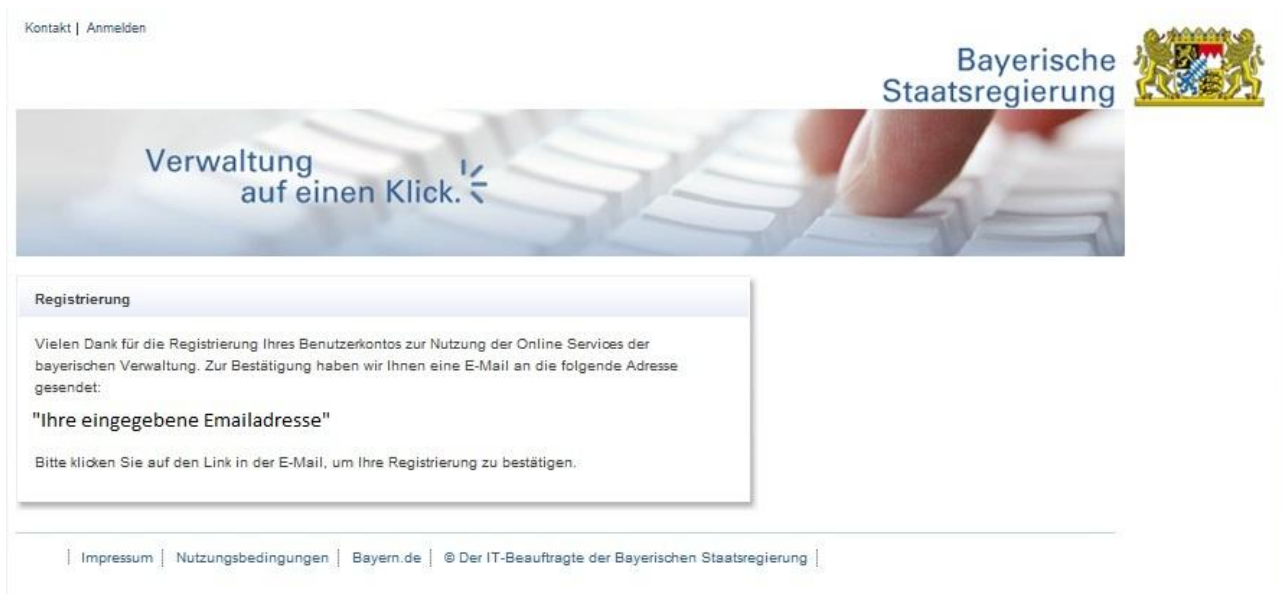 Kontakt | Anmelden
Bayerische
Staatsregierung
Verwaltung
auf einen Klick.
Registrierung
Vielen Dank für die Registrierung Ihres Benutzerkontos zur Nutzung der Online Services der
bayerischen Verwaltung. Zur Bestätigung haben wir Ihnen eine E-Mail an die folgende Adresse
gesendet:
"Ihre eingegebene Emailadresse"
Bitte klicken Sie auf den Link in der E-Mail, um Ihre Registrierung zu bestätigen.
| Impressum | Nutzungsbedingungen | Bayern.de | © Der IT-Beauftragte der Bayerischen Staatsregierung |